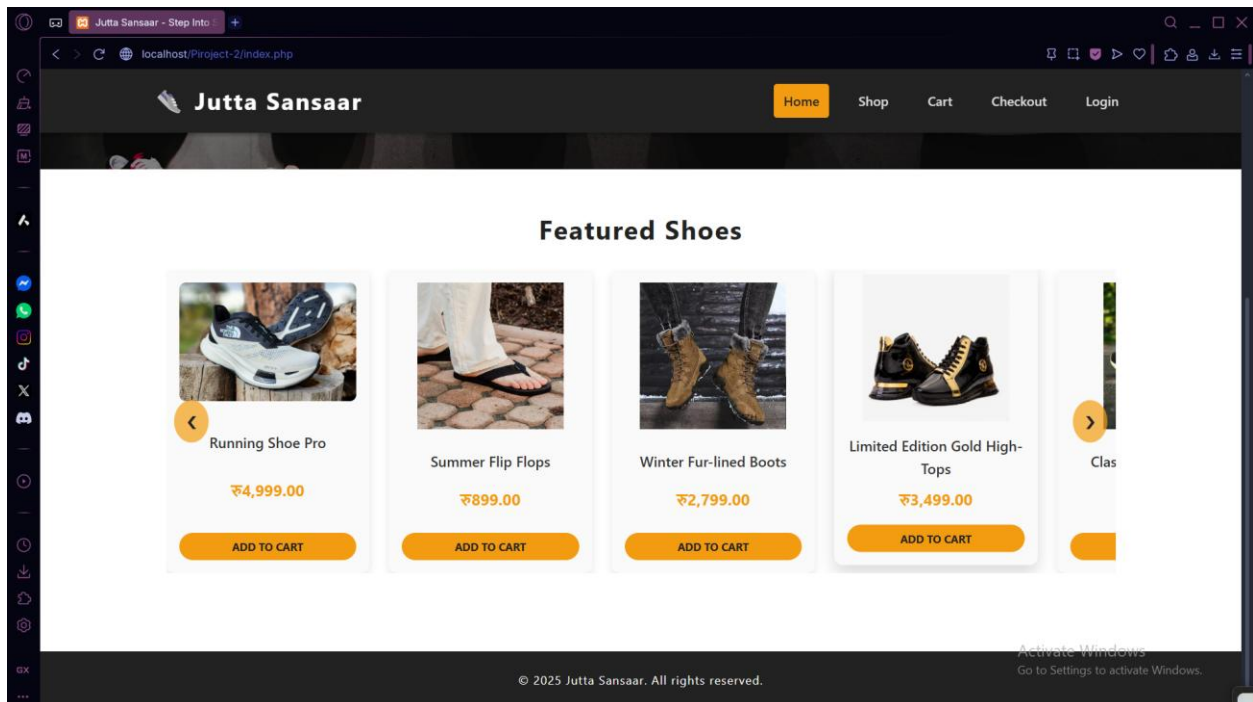 Jutta Sansaar - Step Into S
localhost/Piroject-2/index.php
Jutta Sansaar
Home Shop Cart Checkout Login
Featured Shoes
Running Shoe Pro
रु4,999.00
ADD TO CART
Summer Flip Flops
रु899.00
ADD TO CART
Winter Fur-lined Boots
रु2,799.00
ADD TO CART
Limited Edition Gold High-
Tops
रु3,499.00
ADD TO CART
Clas
Activate Windows
Go to Settings to activate Windows.
© 2025 Jutta Sansaar. All rights reserved.
GX